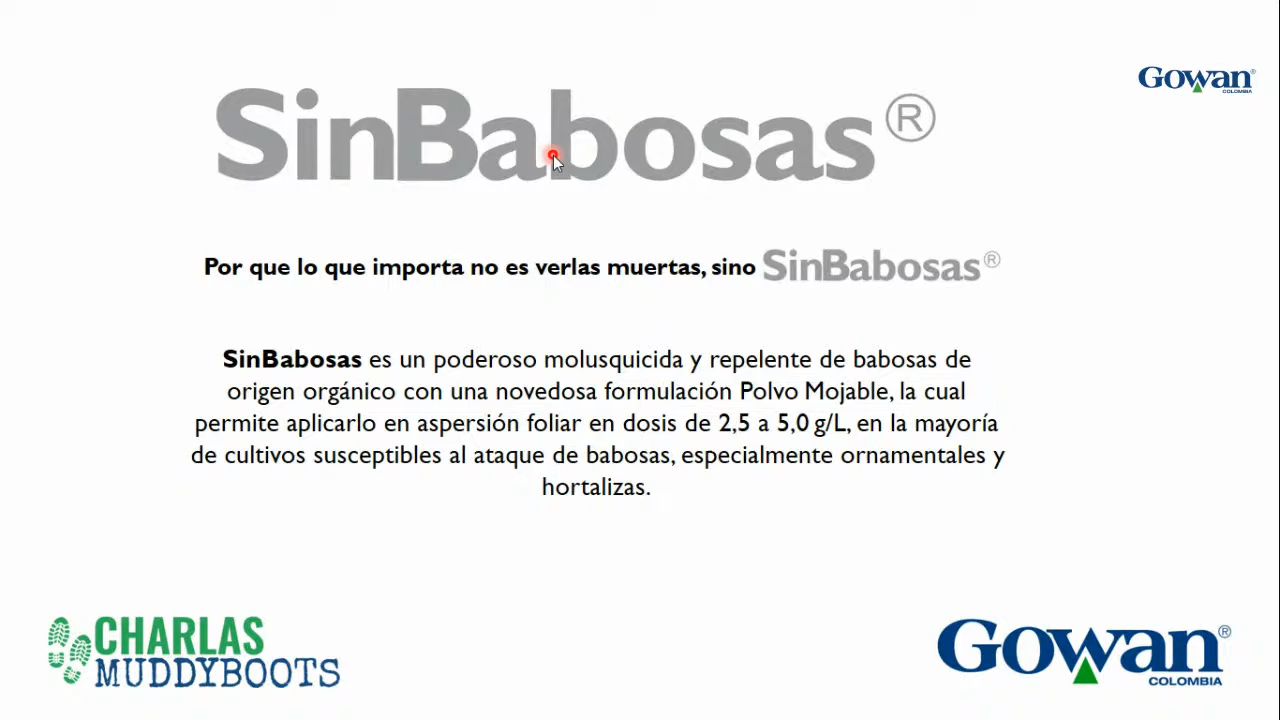 GOWAN®
COLOMBIA
SinBabosas®
Por que lo que importa no es verlas muertas, sino SinBabosas®
SinBabosas es un poderoso molusquicida y repelente de babosas de
origen orgánico con una novedosa formulación Polvo Mojable, la cual
permite aplicarlo en aspersión foliar en dosis de 2,5 a 5,0 g/L, en la mayoría
de cultivos susceptibles al ataque de babosas, especialmente ornamentales y
hortalizas.
CHARLAS
MUDDYBOOTS
GOWAN®
COLOMBIA